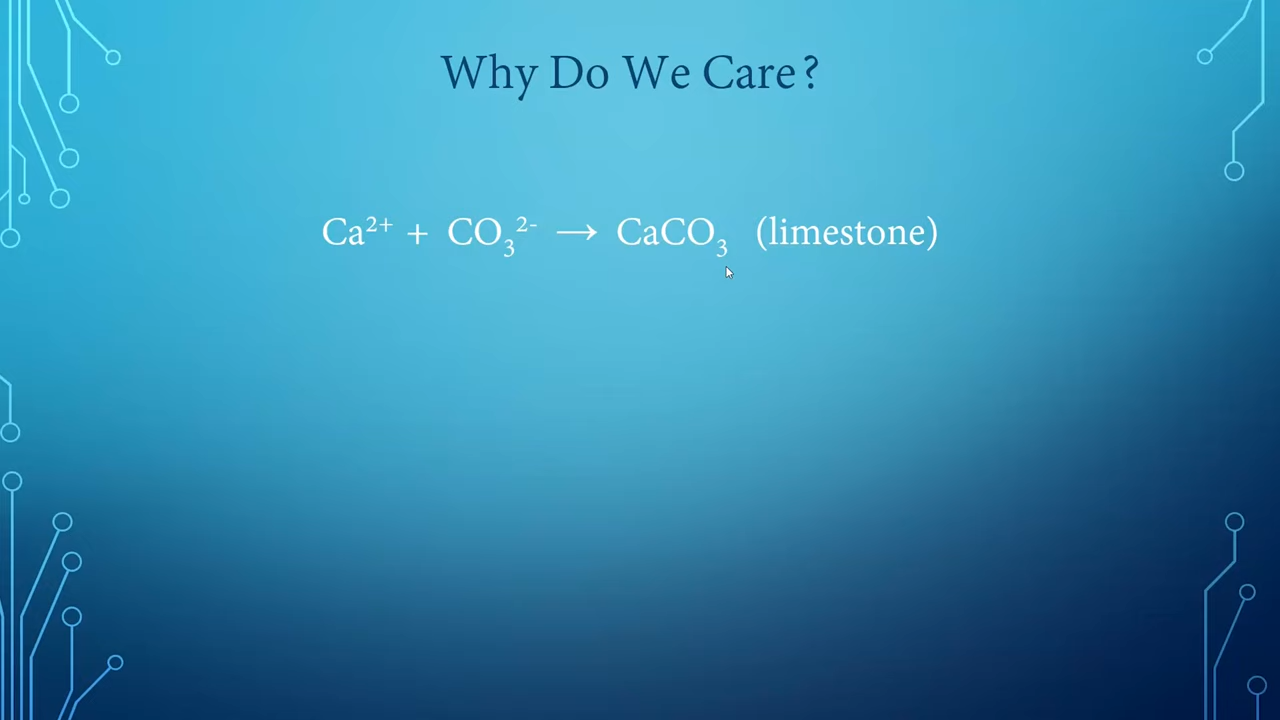 Why Do We Care?
Ca²⁺ + CO₃²⁻ → CaCO₃ (limestone)